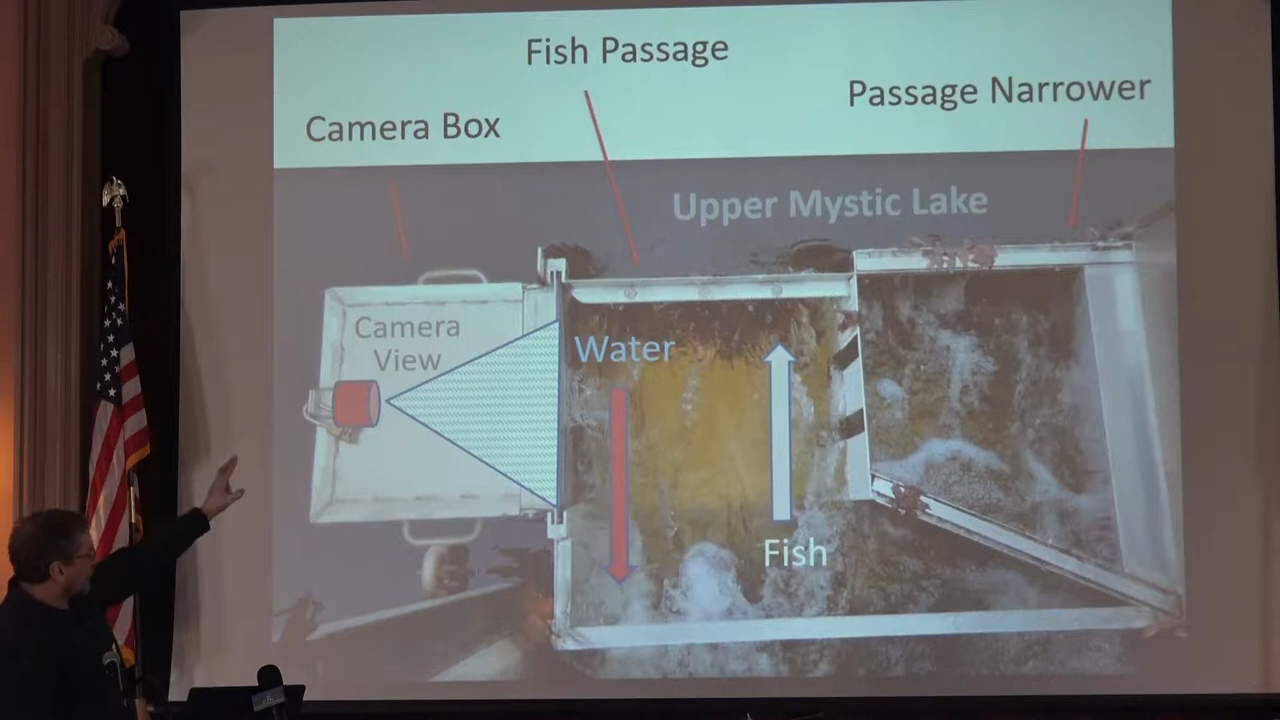 Fish Passage
Passage Narrower
Camera Box
Upper Mystic Lake
Camera
View
Water
Fish